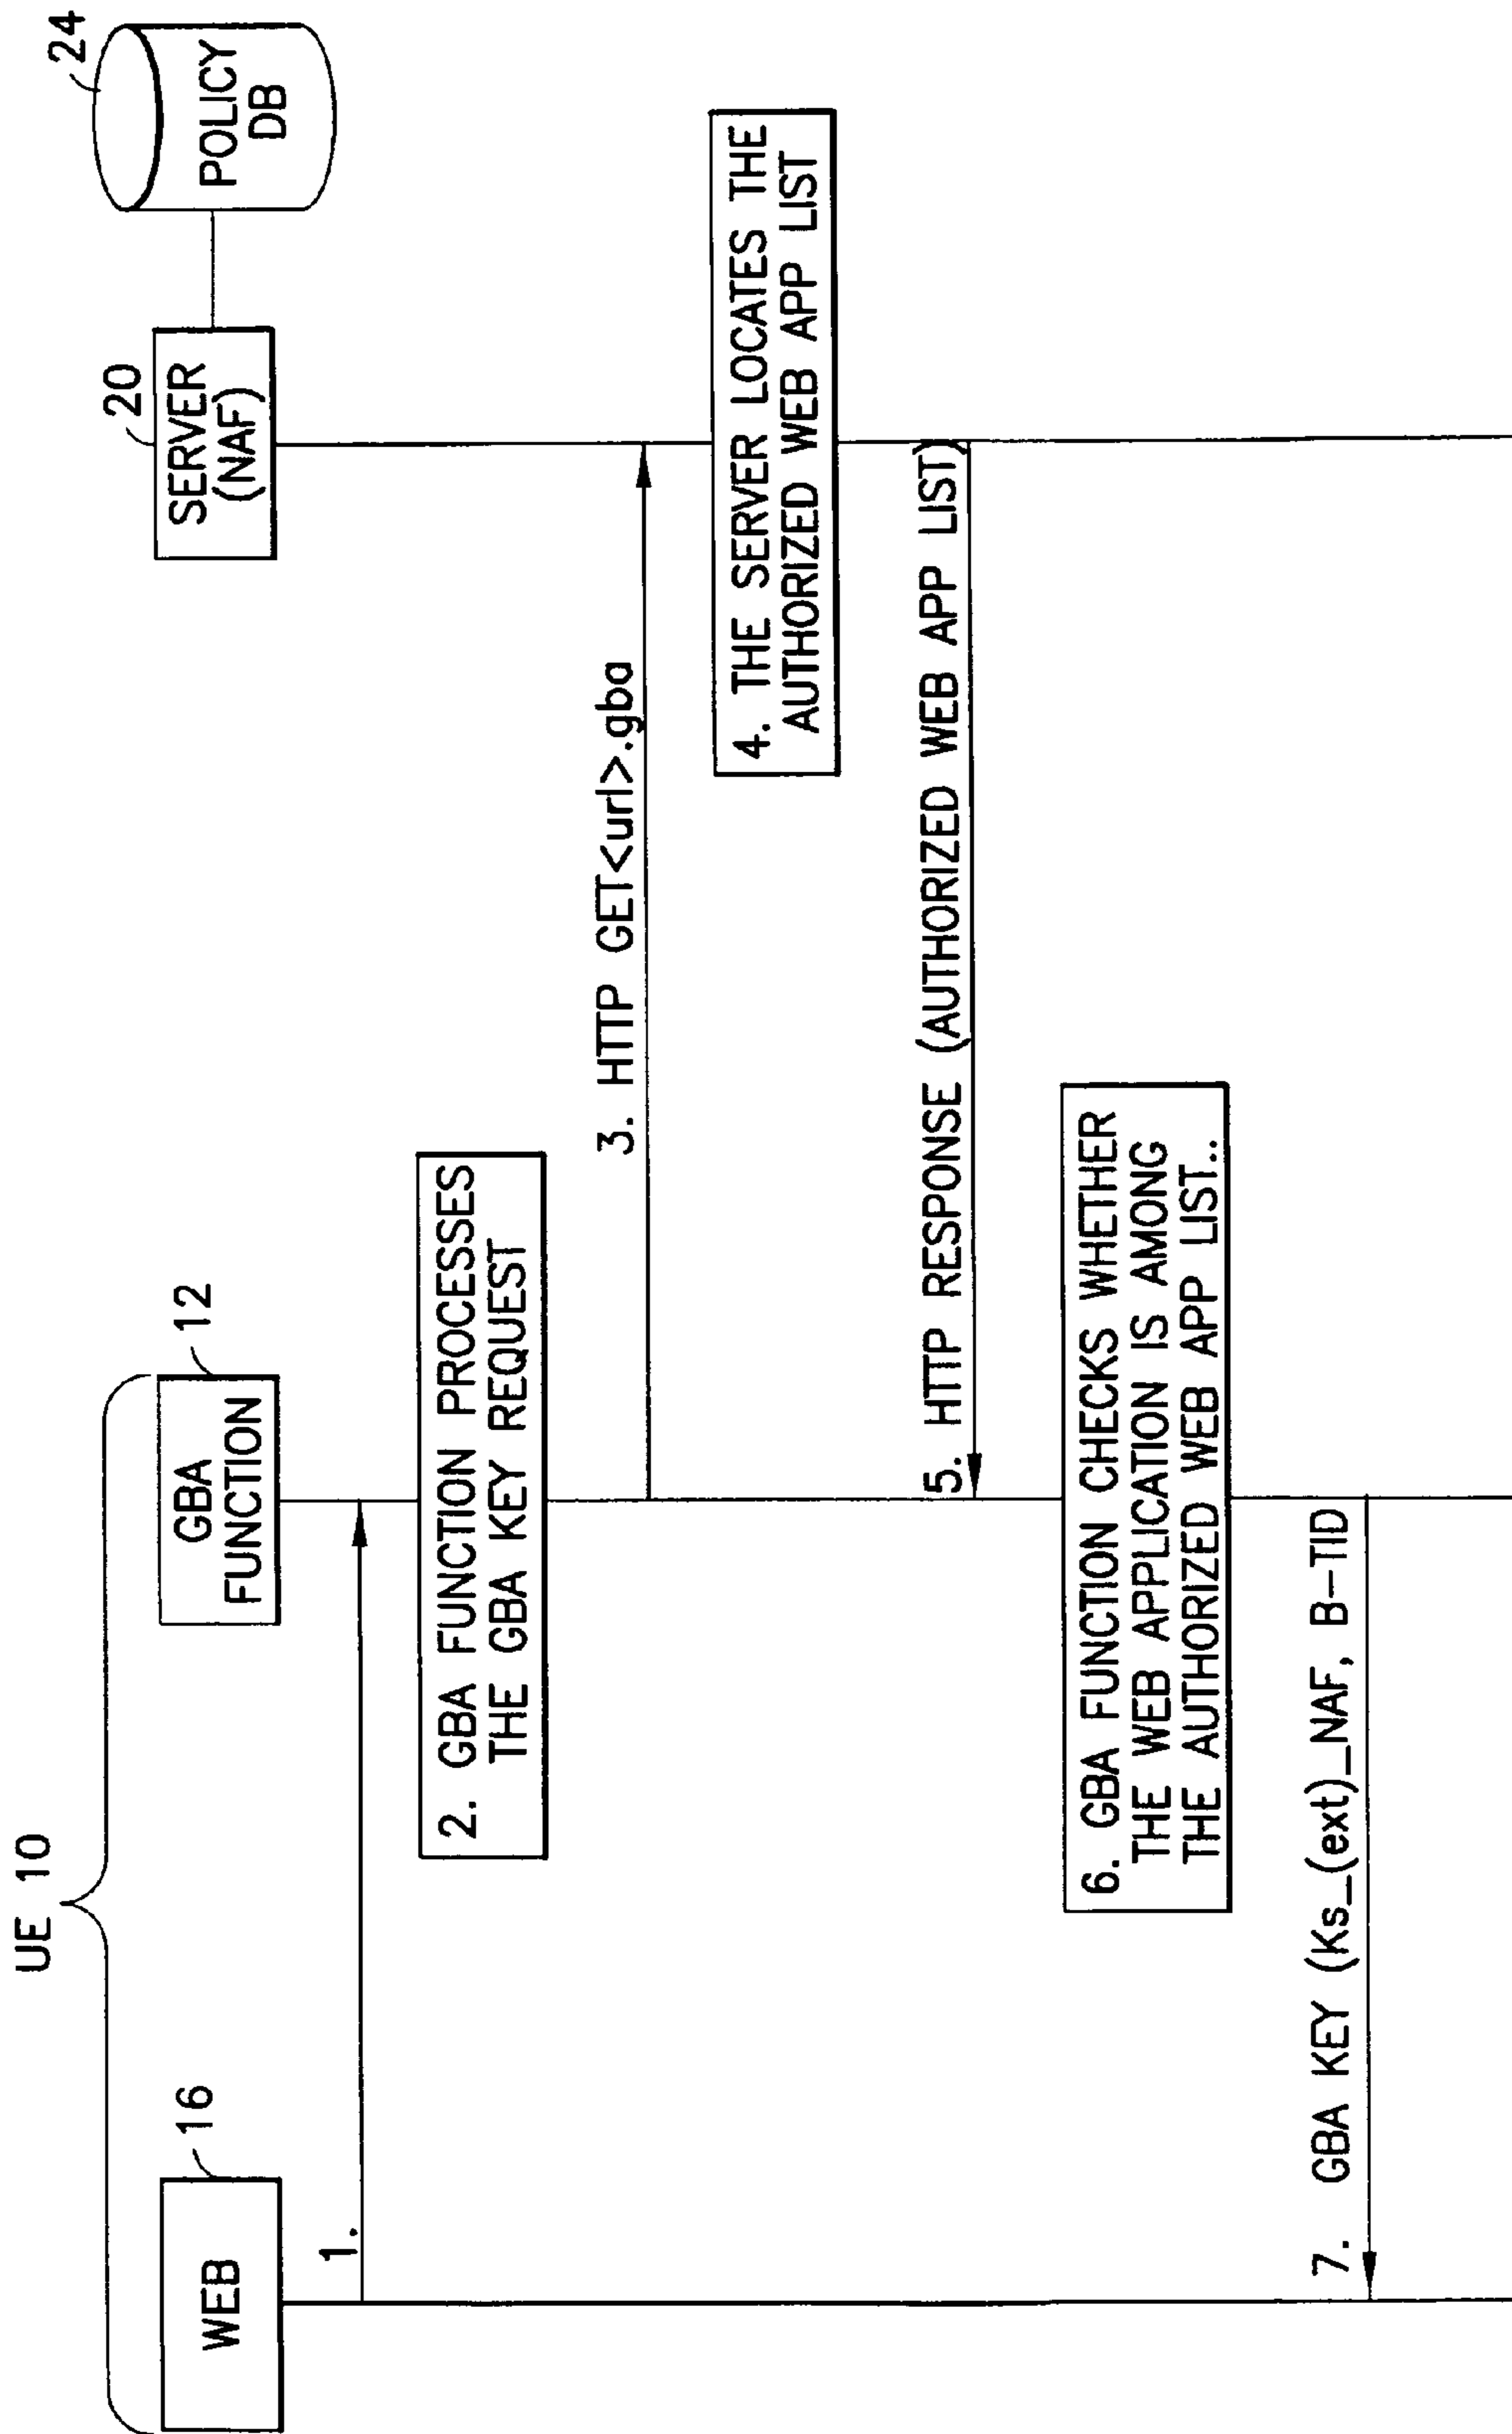 UE 10
WEB
16
GBA
FUNCTION
12
SERVER
(NAF)
20
POLICY
DB
24
1.
2. GBA FUNCTION PROCESSES
THE GBA KEY REQUEST
3. HTTP GET<url>.gba
4. THE SERVER LOCATES THE
AUTHORIZED WEB APP LIST
5. HTTP RESPONSE (AUTHORIZED WEB APP LIST)
6. GBA FUNCTION CHECKS WHETHER
THE WEB APPLICATION IS AMONG
THE AUTHORIZED WEB APP LIST..
7. GBA KEY (Ks_(ext)_NAF, B-TID